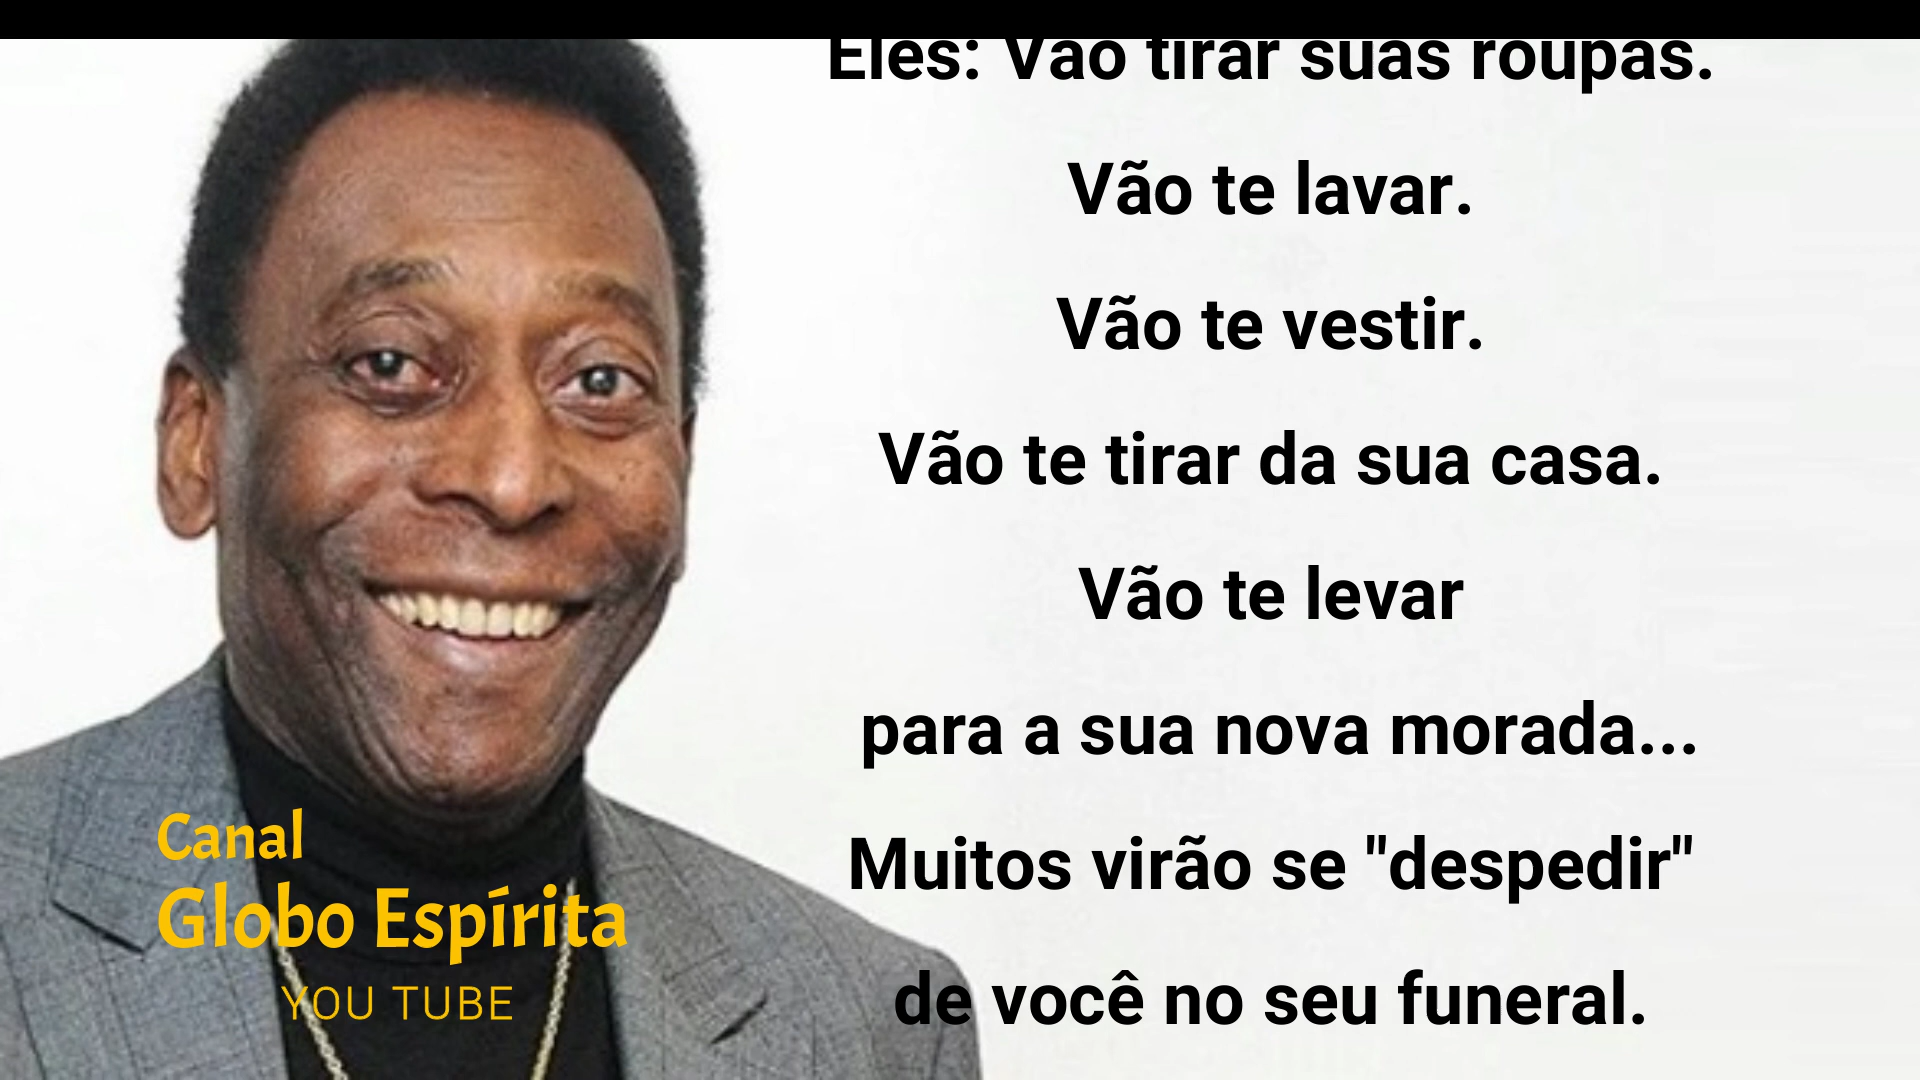 Eles: Vão tirar suas roupas.
Vão te lavar.
Vão te vestir.
Vão te tirar da sua casa.
Vão te levar
para a sua nova morada...
Muitos virão se "despedir"
de você no seu funeral.
Canal
Globo Espírita
YOU TUBE